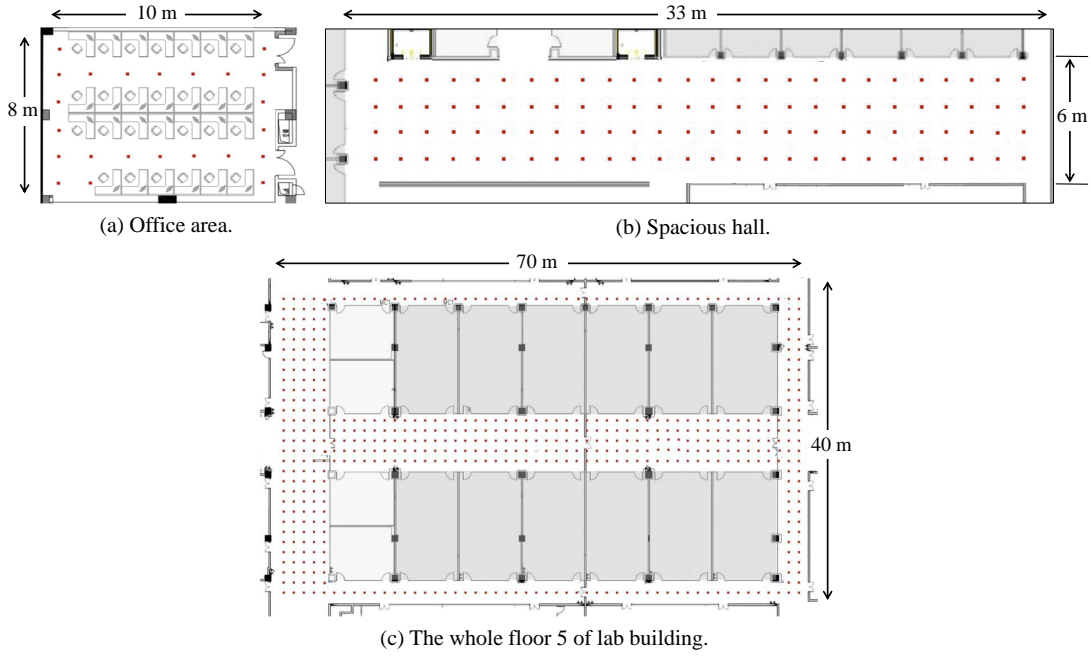 10 m
8 m
(a) Office area.
33 m
6 m
(b) Spacious hall.
70 m
40 m
(c) The whole floor 5 of lab building.